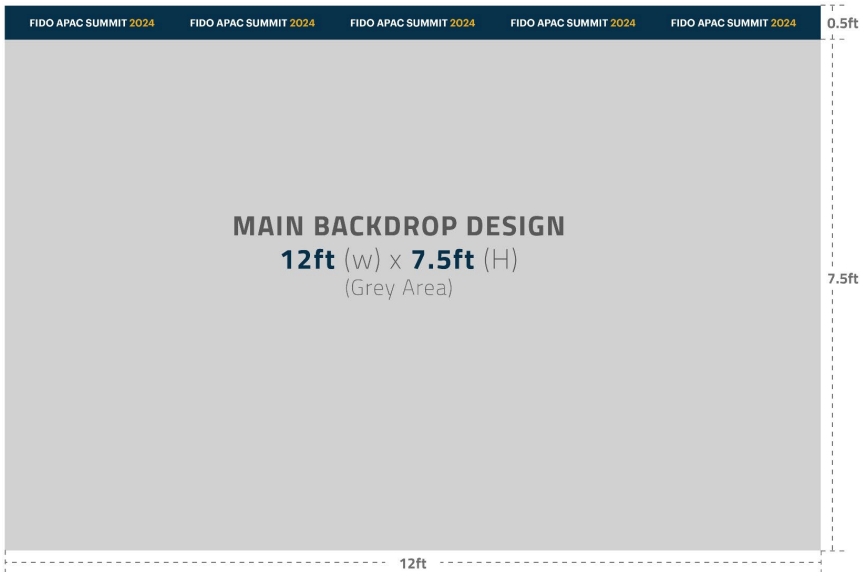 FIDO APAC SUMMIT 2024 FIDO APAC SUMMIT 2024 FIDO APAC SUMMIT 2024 FIDO APAC SUMMIT 2024 FIDO APAC SUMMIT 2024
0.5ft
MAIN BACKDROP DESIGN
12ft (w) x 7.5ft (H)
(Grey Area)
7.5ft
12ft